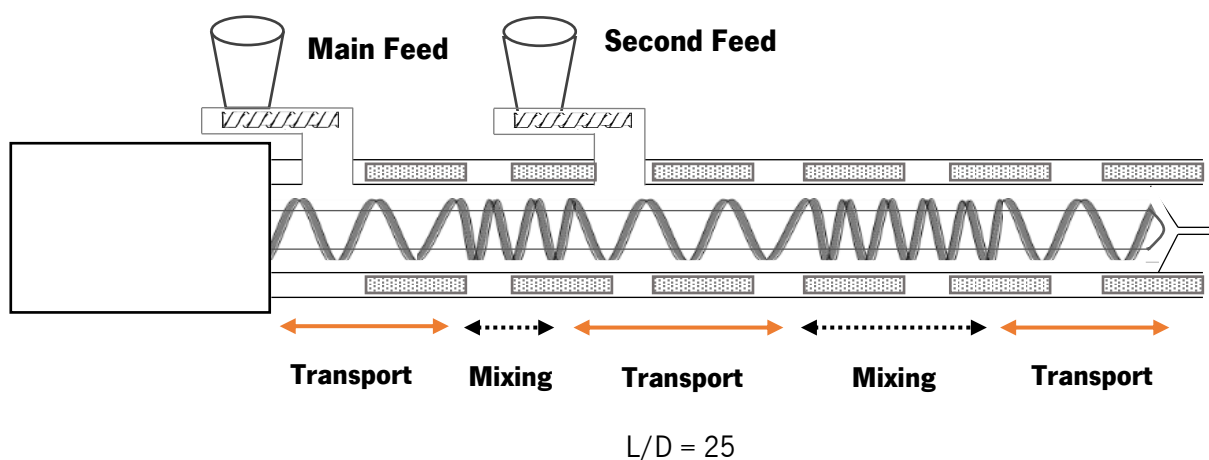 Main Feed
Second Feed
Transport
Mixing
Transport
Mixing
Transport
L/D = 25